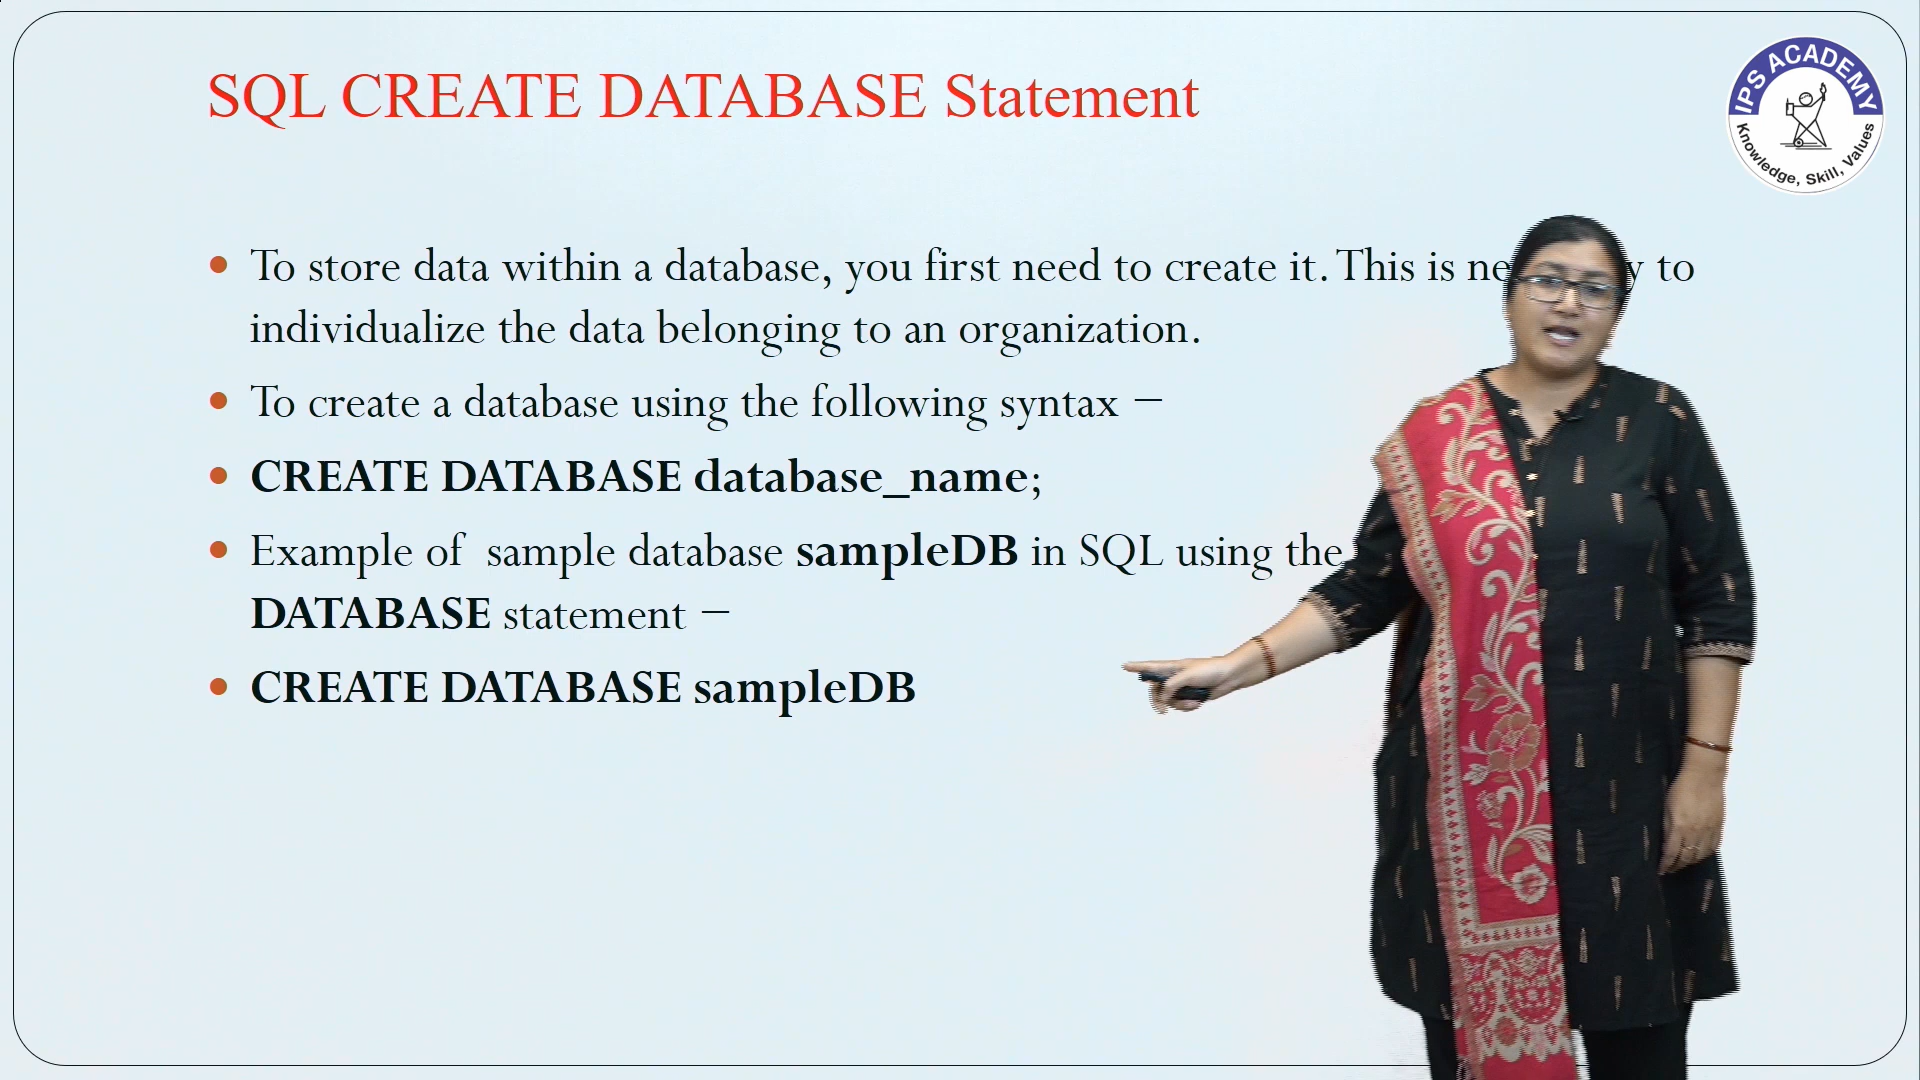 SQL CREATE DATABASE Statement
IPS ACADEMY
Knowledge, Skill, Values
• To store data within a database, you first need to create it. This is to
individualize the data belonging to an organization.
• To create a database using the following syntax –
• CREATE DATABASE database_name;
• Example of sample database sampleDB in SQL using the
DATABASE statement –
• CREATE DATABASE sampleDB